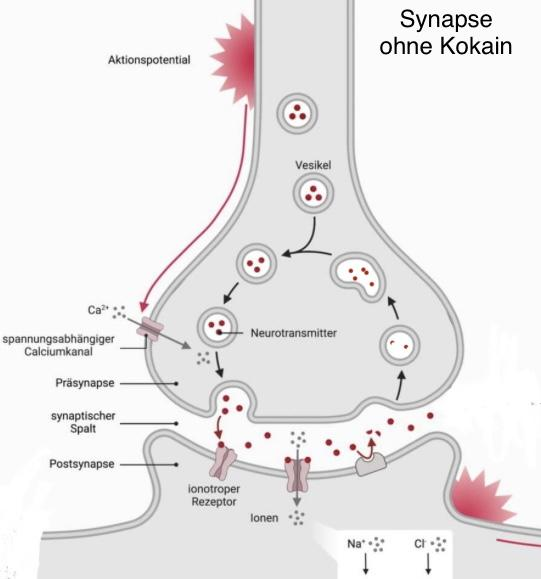 Synapse
ohne Kokain
Aktionspotential
Vesikel
Ca²⁺
Neurotransmitter
spannungsabhängiger
Calciumkanal
Präsynapse
synaptischer
Spalt
Postsynapse
ionotroper
Rezeptor
Ionen
Na⁺
Cl⁻